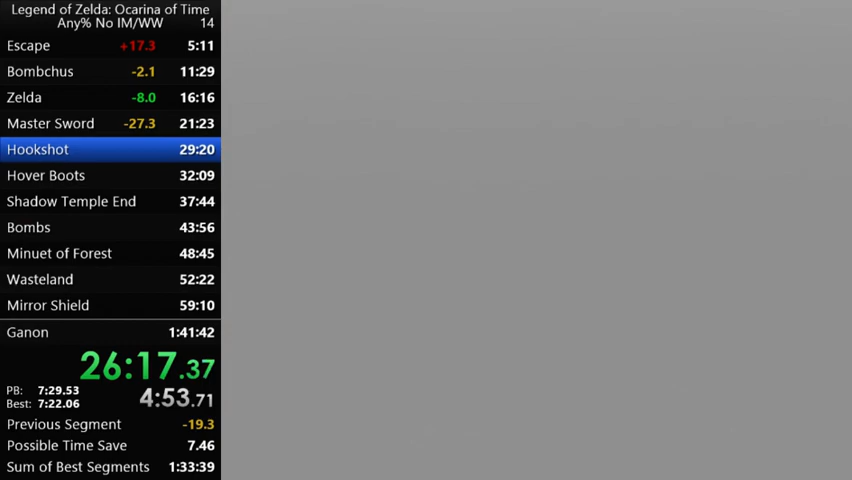 Legend of Zelda: Ocarina of Time
Any% No IM/WW 14
Escape +17.3 5:11
Bombchus -2.1 11:29
Zelda -8.0 16:16
Master Sword -27.3 21:23
Hookshot 29:20
Hover Boots 32:09
Shadow Temple End 37:44
Bombs 43:56
Minuet of Forest 48:45
Wasteland 52:22
Mirror Shield 59:10
Ganon 1:41:42
26:17.37
PB: 7:29.53
Best: 7:22.06
4:53.71
Previous Segment -19.3
Possible Time Save 7.46
Sum of Best Segments 1:33:39